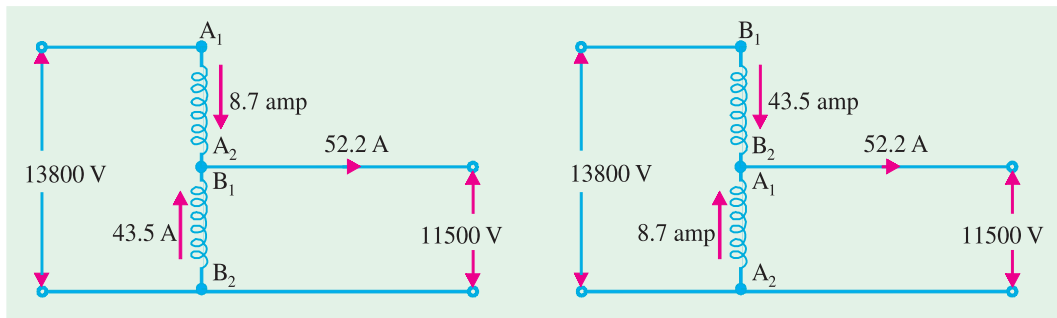 A1
8.7 amp
A2
52.2 A
13800 V
B1
43.5 A
11500 V
B2
B1
43.5 amp
B2
52.2 A
13800 V
A1
8.7 amp
11500 V
A2